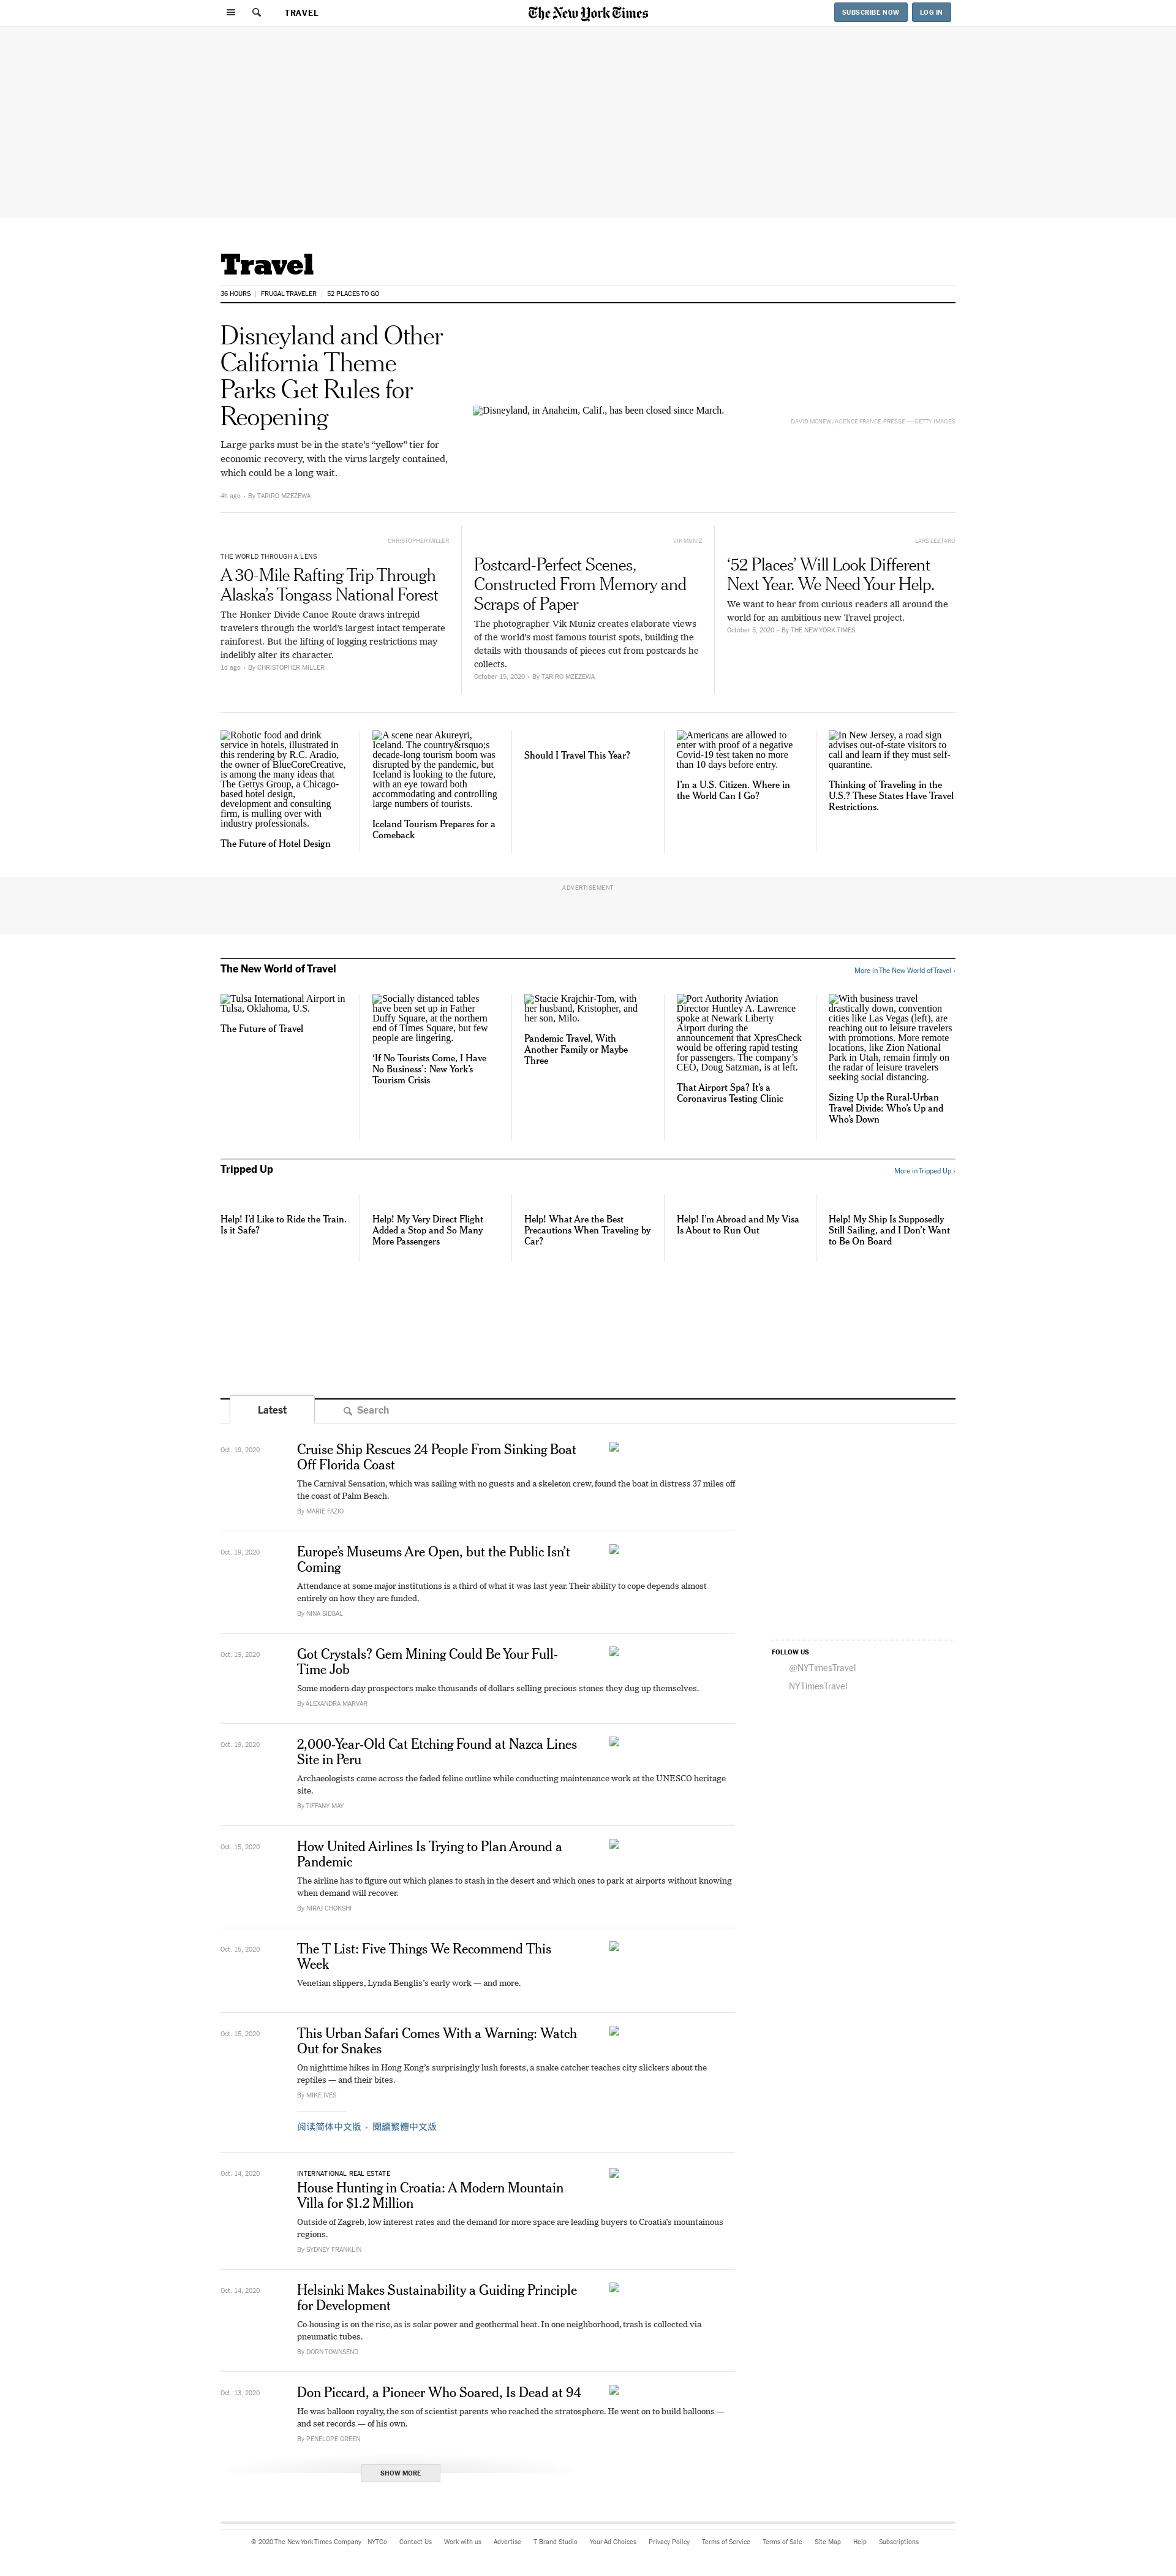 TRAVEL
The New York Times
SUBSCRIBE NOW
LOG IN
Travel
36 HOURS
FRUGAL TRAVELER
52 PLACES TO GO
Disneyland and Other
California Theme
Parks Get Rules for
Reopening
Large parks must be in the state’s “yellow” tier for
economic recovery, with the virus largely contained,
which could be a long wait.
4h ago - By TARIRO MZEZEWA
Disneyland, in Anaheim, Calif., has been closed since March.
DAVID MCNEW/AGENCE FRANCE-PRESSE — GETTY IMAGES
CHRISTOPHER MILLER
THE WORLD THROUGH A LENS
A 30-Mile Rafting Trip Through
Alaska’s Tongass National Forest
The Honker Divide Canoe Route draws intrepid
travelers through the world’s largest intact temperate
rainforest. But the lifting of logging restrictions may
indelibly alter its character.
1d ago - By CHRISTOPHER MILLER
VIK MUNIZ
Postcard-Perfect Scenes,
Constructed From Memory and
Scraps of Paper
The photographer Vik Muniz creates elaborate views
of the world’s most famous tourist spots, building the
details with thousands of pieces cut from postcards he
collects.
October 15, 2020 - By TARIRO MZEZEWA
LARS LEETARU
‘52 Places’ Will Look Different
Next Year. We Need Your Help.
We want to hear from curious readers all around the
world for an ambitious new Travel project.
October 5, 2020 - By THE NEW YORK TIMES
Robotic food and drink
service in hotels, illustrated in
this rendering by R.C. Aradio,
the owner of BlueCoreCreative,
is among the many ideas that
The Gettys Group, a Chicago-
based hotel design,
development and consulting
firm, is mulling over with
industry professionals.
The Future of Hotel Design
A scene near Akureyri,
Iceland. The country&rsquo;s
decade-long tourism boom was
disrupted by the pandemic, but
Iceland is looking to the future,
with an eye toward both
accommodating and controlling
large numbers of tourists.
Iceland Tourism Prepares for a
Comeback
Should I Travel This Year?
Americans are allowed to
enter with proof of a negative
Covid-19 test taken no more
than 10 days before entry.
I’m a U.S. Citizen. Where in
the World Can I Go?
In New Jersey, a road sign
advises out-of-state visitors to
call and learn if they must self-
quarantine.
Thinking of Traveling in the
U.S.? These States Have Travel
Restrictions.
ADVERTISEMENT
The New World of Travel
More in The New World of Travel ›
Tulsa International Airport in
Tulsa, Oklahoma, U.S.
The Future of Travel
Socially distanced tables
have been set up in Father
Duffy Square, at the northern
end of Times Square, but few
people are lingering.
‘If No Tourists Come, I Have
No Business’: New York’s
Tourism Crisis
Stacie Krajchir-Tom, with
her husband, Kristopher, and
her son, Milo.
Pandemic Travel, With
Another Family or Maybe
Three
Port Authority Aviation
Director Huntley A. Lawrence
spoke at Newark Liberty
Airport during the
announcement that XpresCheck
would be offering rapid testing
for passengers. The company’s
CEO, Doug Satzman, is at left.
That Airport Spa? It’s a
Coronavirus Testing Clinic
With business travel
drastically down, convention
cities like Las Vegas (left), are
reaching out to leisure travelers
with promotions. More remote
locations, like Zion National
Park in Utah, remain firmly on
the radar of leisure travelers
seeking social distancing.
Sizing Up the Rural-Urban
Travel Divide: Who’s Up and
Who’s Down
Tripped Up
More in Tripped Up ›
Help! I’d Like to Ride the Train.
Is it Safe?
Help! My Very Direct Flight
Added a Stop and So Many
More Passengers
Help! What Are the Best
Precautions When Traveling by
Car?
Help! I’m Abroad and My Visa
Is About to Run Out
Help! My Ship Is Supposedly
Still Sailing, and I Don’t Want
to Be On Board
Latest
Search
Oct. 19, 2020
Cruise Ship Rescues 24 People From Sinking Boat
Off Florida Coast
The Carnival Sensation, which was sailing with no guests and a skeleton crew, found the boat in distress 37 miles off
the coast of Palm Beach.
By MARIE FAZIO
Oct. 19, 2020
Europe’s Museums Are Open, but the Public Isn’t
Coming
Attendance at some major institutions is a third of what it was last year. Their ability to cope depends almost
entirely on how they are funded.
By NINA SIEGAL
Oct. 19, 2020
Got Crystals? Gem Mining Could Be Your Full-
Time Job
Some modern-day prospectors make thousands of dollars selling precious stones they dug up themselves.
By ALEXANDRA MARVAR
FOLLOW US
@NYTimesTravel
NYTimesTravel
Oct. 19, 2020
2,000-Year-Old Cat Etching Found at Nazca Lines
Site in Peru
Archaeologists came across the faded feline outline while conducting maintenance work at the UNESCO heritage
site.
By TIFFANY MAY
Oct. 15, 2020
How United Airlines Is Trying to Plan Around a
Pandemic
The airline has to figure out which planes to stash in the desert and which ones to park at airports without knowing
when demand will recover.
By NIRAJ CHOKSHI
Oct. 15, 2020
The T List: Five Things We Recommend This
Week
Venetian slippers, Lynda Benglis’s early work — and more.
Oct. 15, 2020
This Urban Safari Comes With a Warning: Watch
Out for Snakes
On nighttime hikes in Hong Kong’s surprisingly lush forests, a snake catcher teaches city slickers about the
reptiles — and their bites.
By MIKE IVES
阅读简体中文版 - 閱讀繁體中文版
Oct. 14, 2020
INTERNATIONAL REAL ESTATE
House Hunting in Croatia: A Modern Mountain
Villa for $1.2 Million
Outside of Zagreb, low interest rates and the demand for more space are leading buyers to Croatia’s mountainous
regions.
By SYDNEY FRANKLIN
Oct. 14, 2020
Helsinki Makes Sustainability a Guiding Principle
for Development
Co-housing is on the rise, as is solar power and geothermal heat. In one neighborhood, trash is collected via
pneumatic tubes.
By DORN TOWNSEND
Oct. 13, 2020
Don Piccard, a Pioneer Who Soared, Is Dead at 94
He was balloon royalty, the son of scientist parents who reached the stratosphere. He went on to build balloons —
and set records — of his own.
By PENELOPE GREEN
SHOW MORE
© 2020 The New York Times Company NYTCo Contact Us Work with us Advertise T Brand Studio Your Ad Choices Privacy Policy Terms of Service Terms of Sale Site Map Help Subscriptions